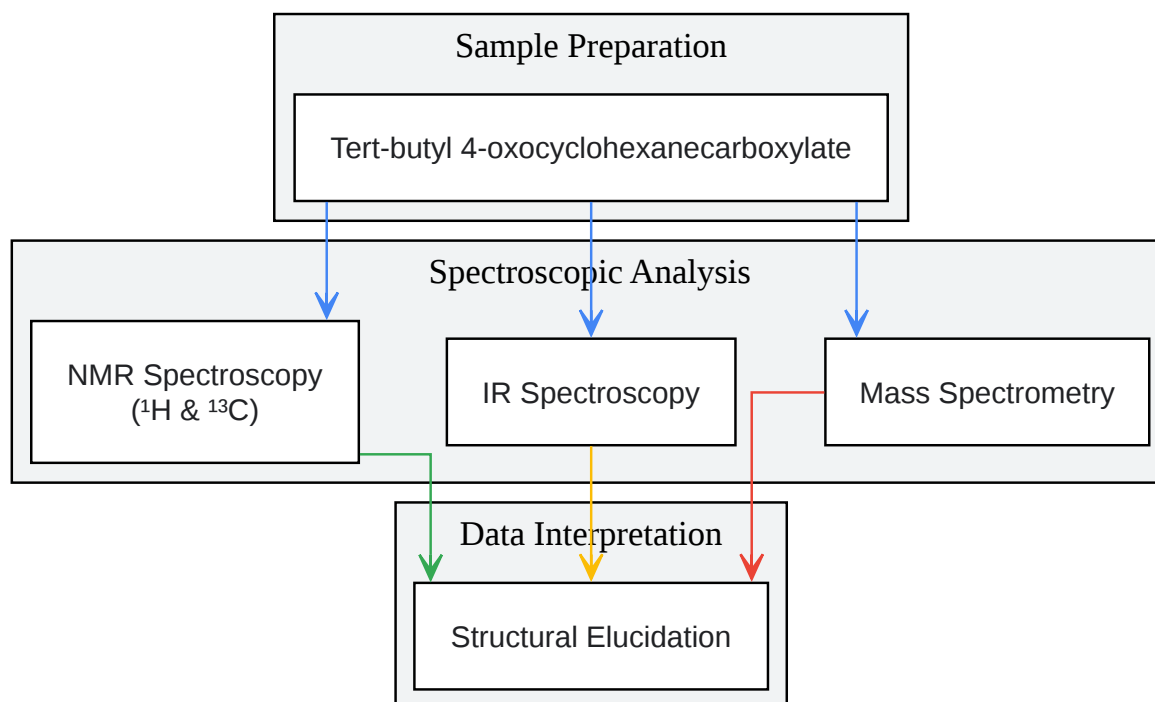 Sample Preparation
Tert-butyl 4-oxocyclohexanecarboxylate
Spectroscopic Analysis
NMR Spectroscopy
(¹H & ¹³C)
IR Spectroscopy
Mass Spectrometry
Data Interpretation
Structural Elucidation